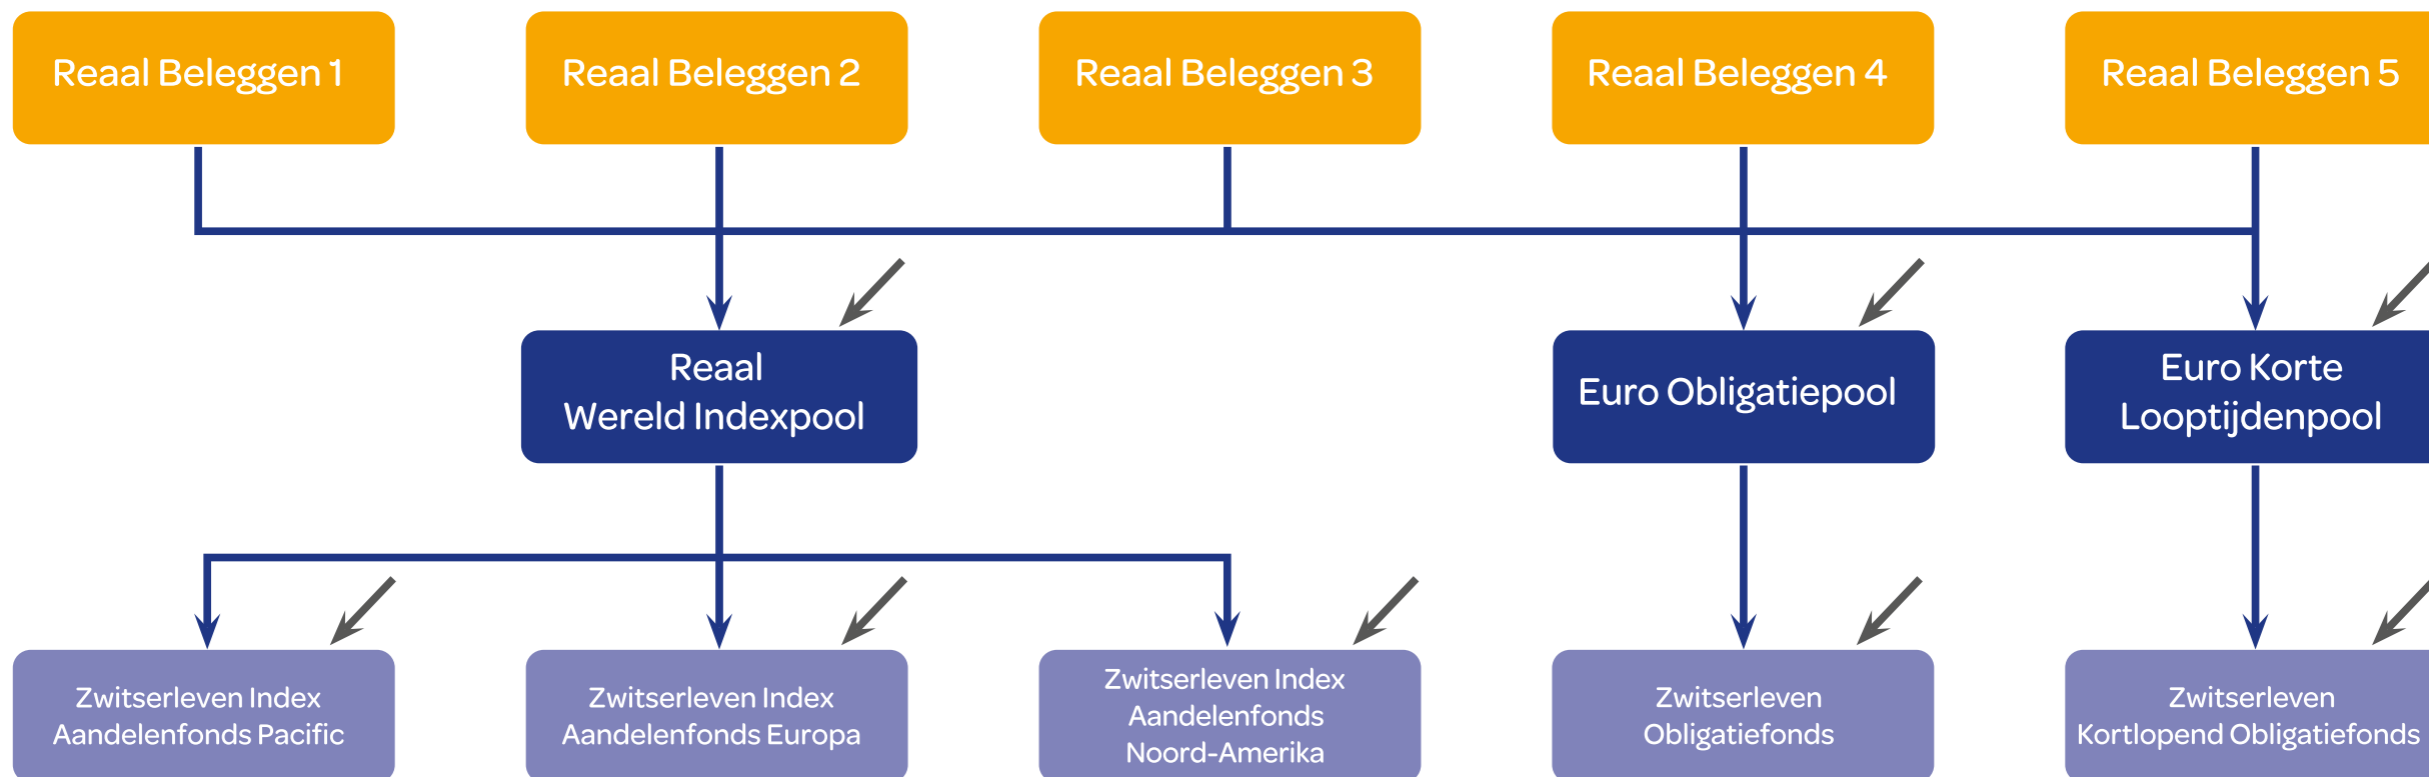 Reaal Beleggen 1
Reaal Beleggen 2
Reaal Beleggen 3
Reaal Beleggen 4
Reaal Beleggen 5
Reaal
Wereld Indexpool
Euro Obligatiepool
Euro Korte
Looptijdenpool
Zwitserleven Index
Aandelenfonds Pacific
Zwitserleven Index
Aandelenfonds Europa
Zwitserleven Index
Aandelenfonds
Noord-Amerika
Zwitserleven
Obligatiefonds
Zwitserleven
Kortlopend Obligatiefonds